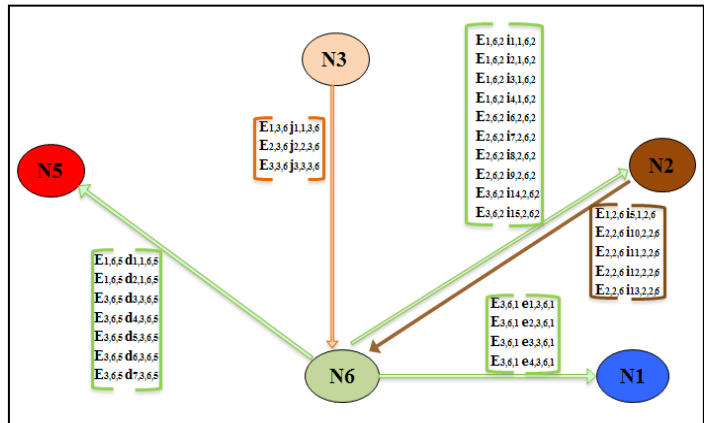 N3
E1,3,6 j1,1,3,6
E2,3,6 j2,2,3,6
E3,3,6 j3,3,3,6
E1,6,2 i1,1,6,2
E1,6,2 i2,1,6,2
E1,6,2 i3,1,6,2
E1,6,2 i4,1,6,2
E2,6,2 i6,2,6,2
E2,6,2 i7,2,6,2
E2,6,2 i8,2,6,2
E2,6,2 i9,2,6,2
E3,6,2 i14,2,6,2
E3,6,2 i15,2,6,2
N5
N2
E1,2,6 i5,1,2,6
E2,2,6 i10,2,2,6
E2,2,6 i11,2,2,6
E2,2,6 i12,2,2,6
E2,2,6 i13,2,2,6
E1,6,5 d1,1,6,5
E1,6,5 d2,1,6,5
E3,6,5 d3,3,6,5
E3,6,5 d4,3,6,5
E3,6,5 d5,3,6,5
E3,6,5 d6,3,6,5
E3,6,5 d7,3,6,5
E3,6,1 e1,3,6,1
E3,6,1 e2,3,6,1
E3,6,1 e3,3,6,1
E3,6,1 e4,3,6,1
N6
N1